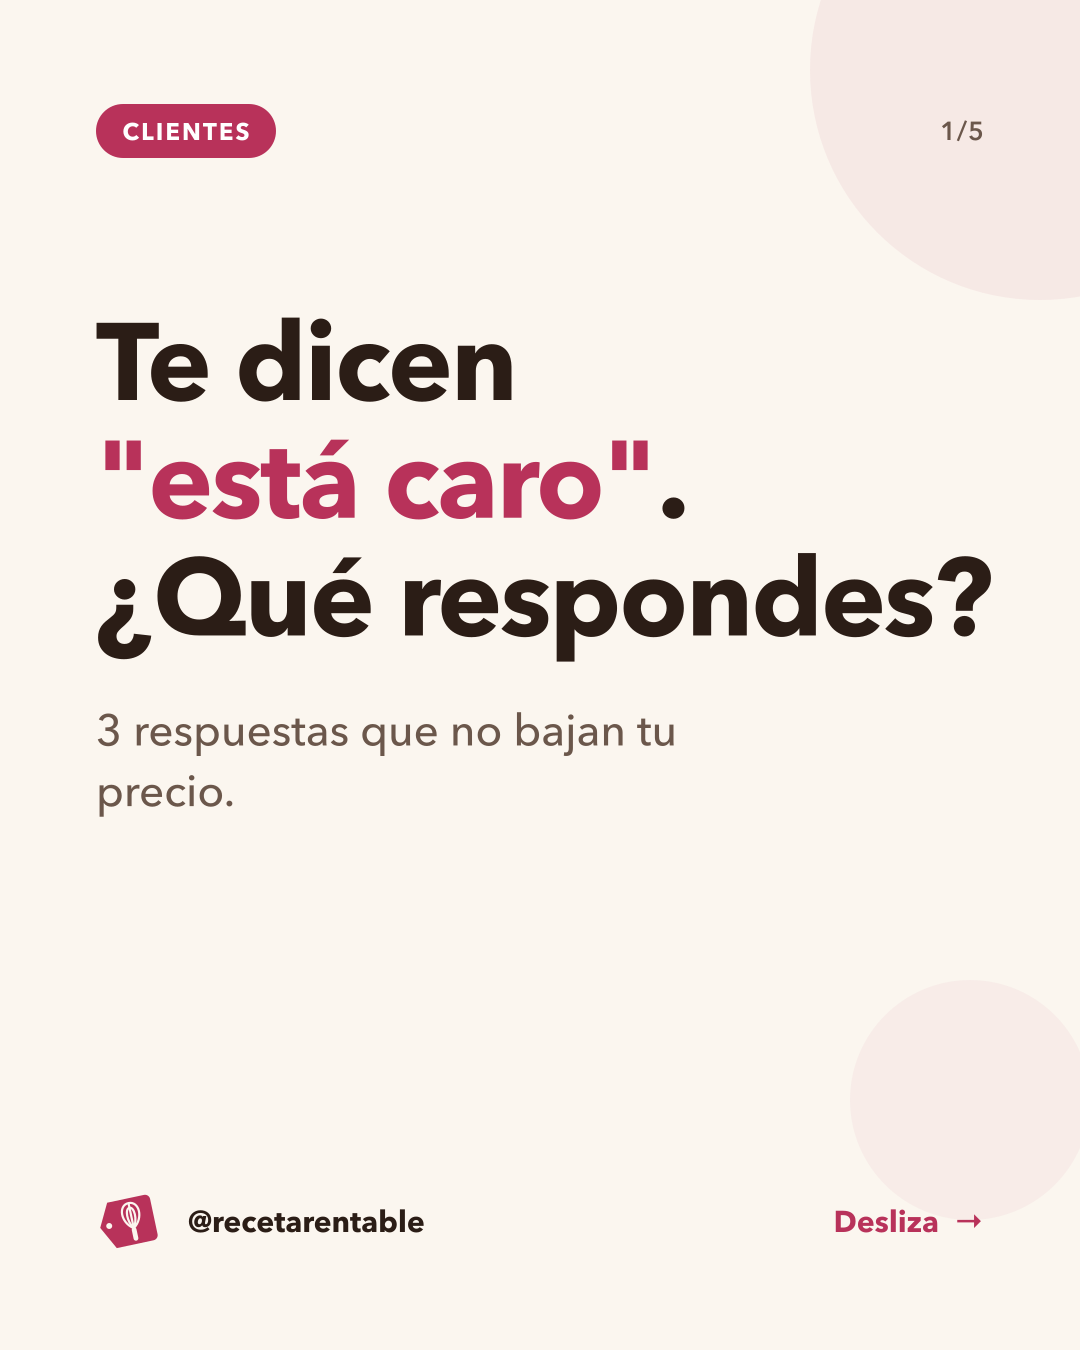 CLIENTES
1/5
Te dicen
"está caro".
¿Qué respondes?
3 respuestas que no bajan tu
precio.
@recetarentable
Desliza →